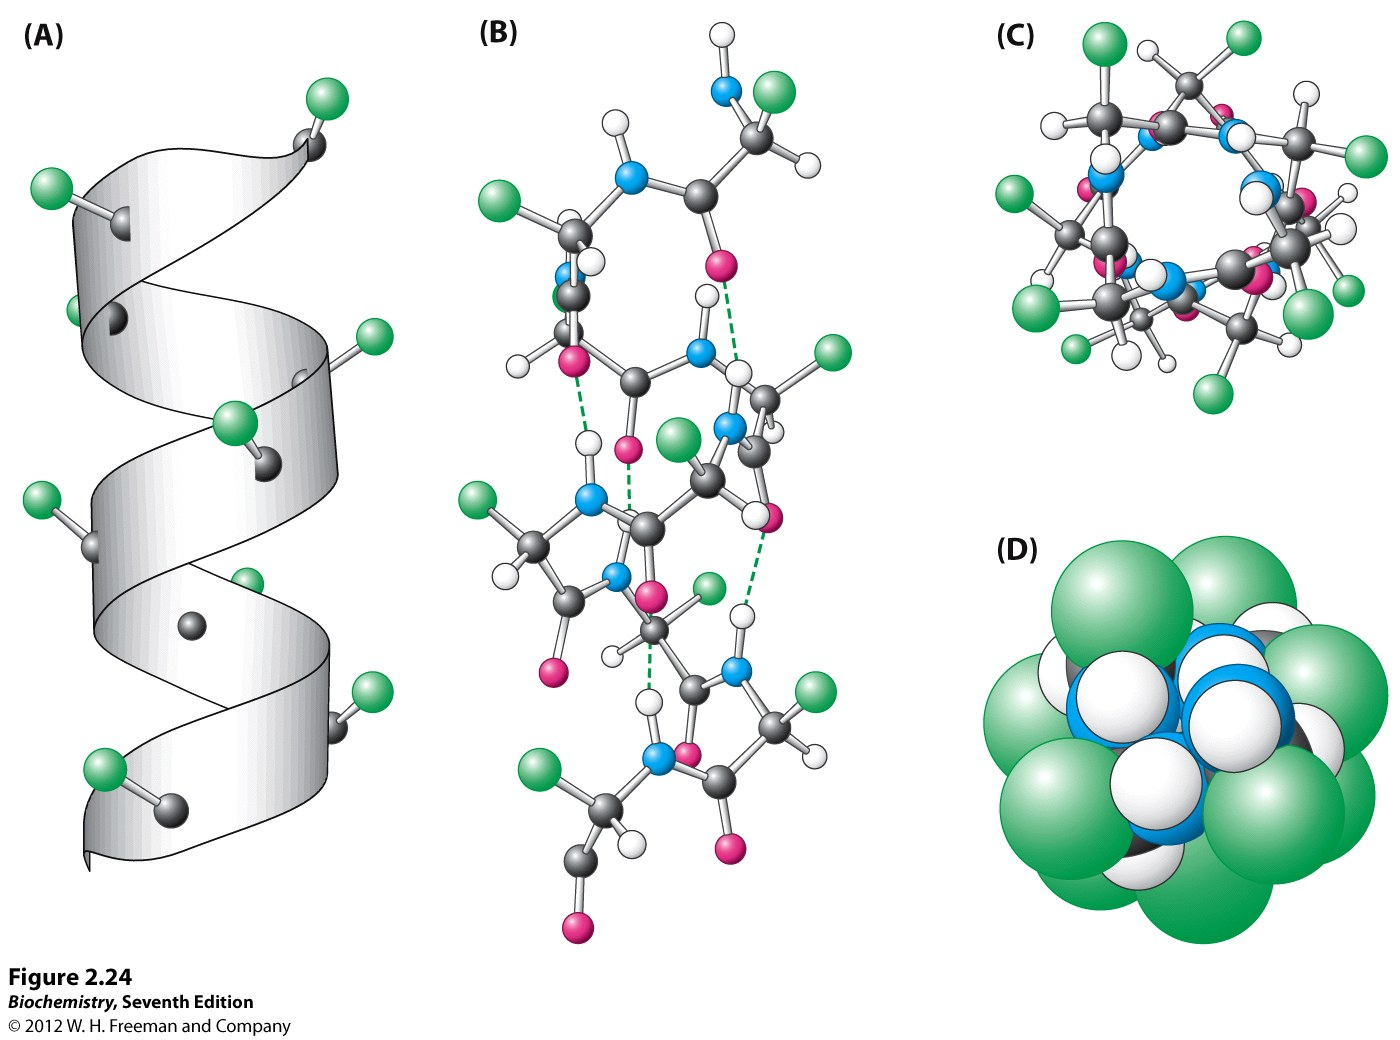 (A)
(B)
(C)
(D)
Figure 2.24
Biochemistry, Seventh Edition
© 2012 W. H. Freeman and Company